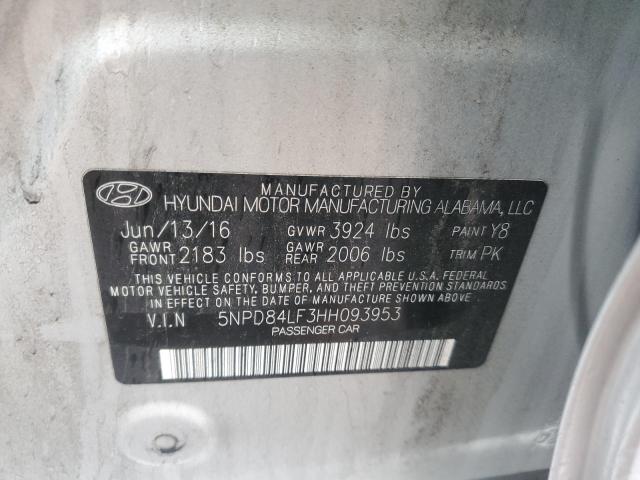 MANUFACTURED BY
HYUNDAI MOTOR MANUFACTURING ALABAMA, LLC
Jun/13/16 GVWR 3924 lbs PAINT Y8
GAWR FRONT 2183 lbs GAWR REAR 2006 lbs TRIM PK
THIS VEHICLE CONFORMS TO ALL APPLICABLE U.S.A. FEDERAL
MOTOR VEHICLE SAFETY, BUMPER, AND THEFT PREVENTION
STANDARDS IN EFFECT ON THE DATE OF MANUFACTURE SHOWN ABOVE.
V.I.N 5NPD84LF3HH093953
PASSENGER CAR